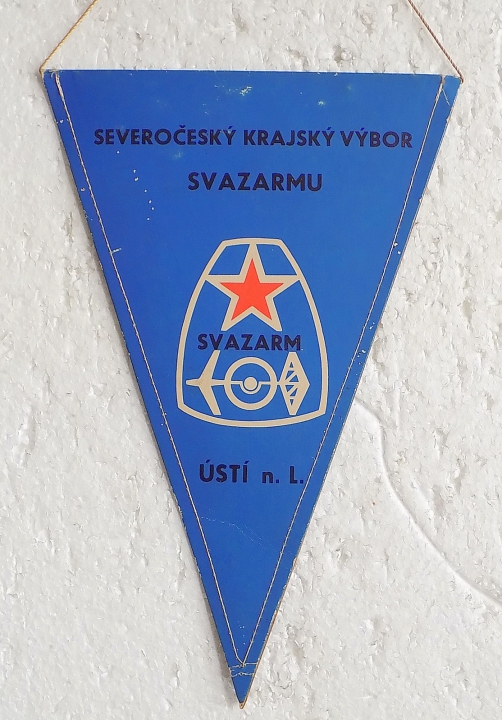 SEVEROČESKÝ KRAJSKÝ VÝBOR
SVAZARMU
SVAZARM
ÚSTÍ n. L.